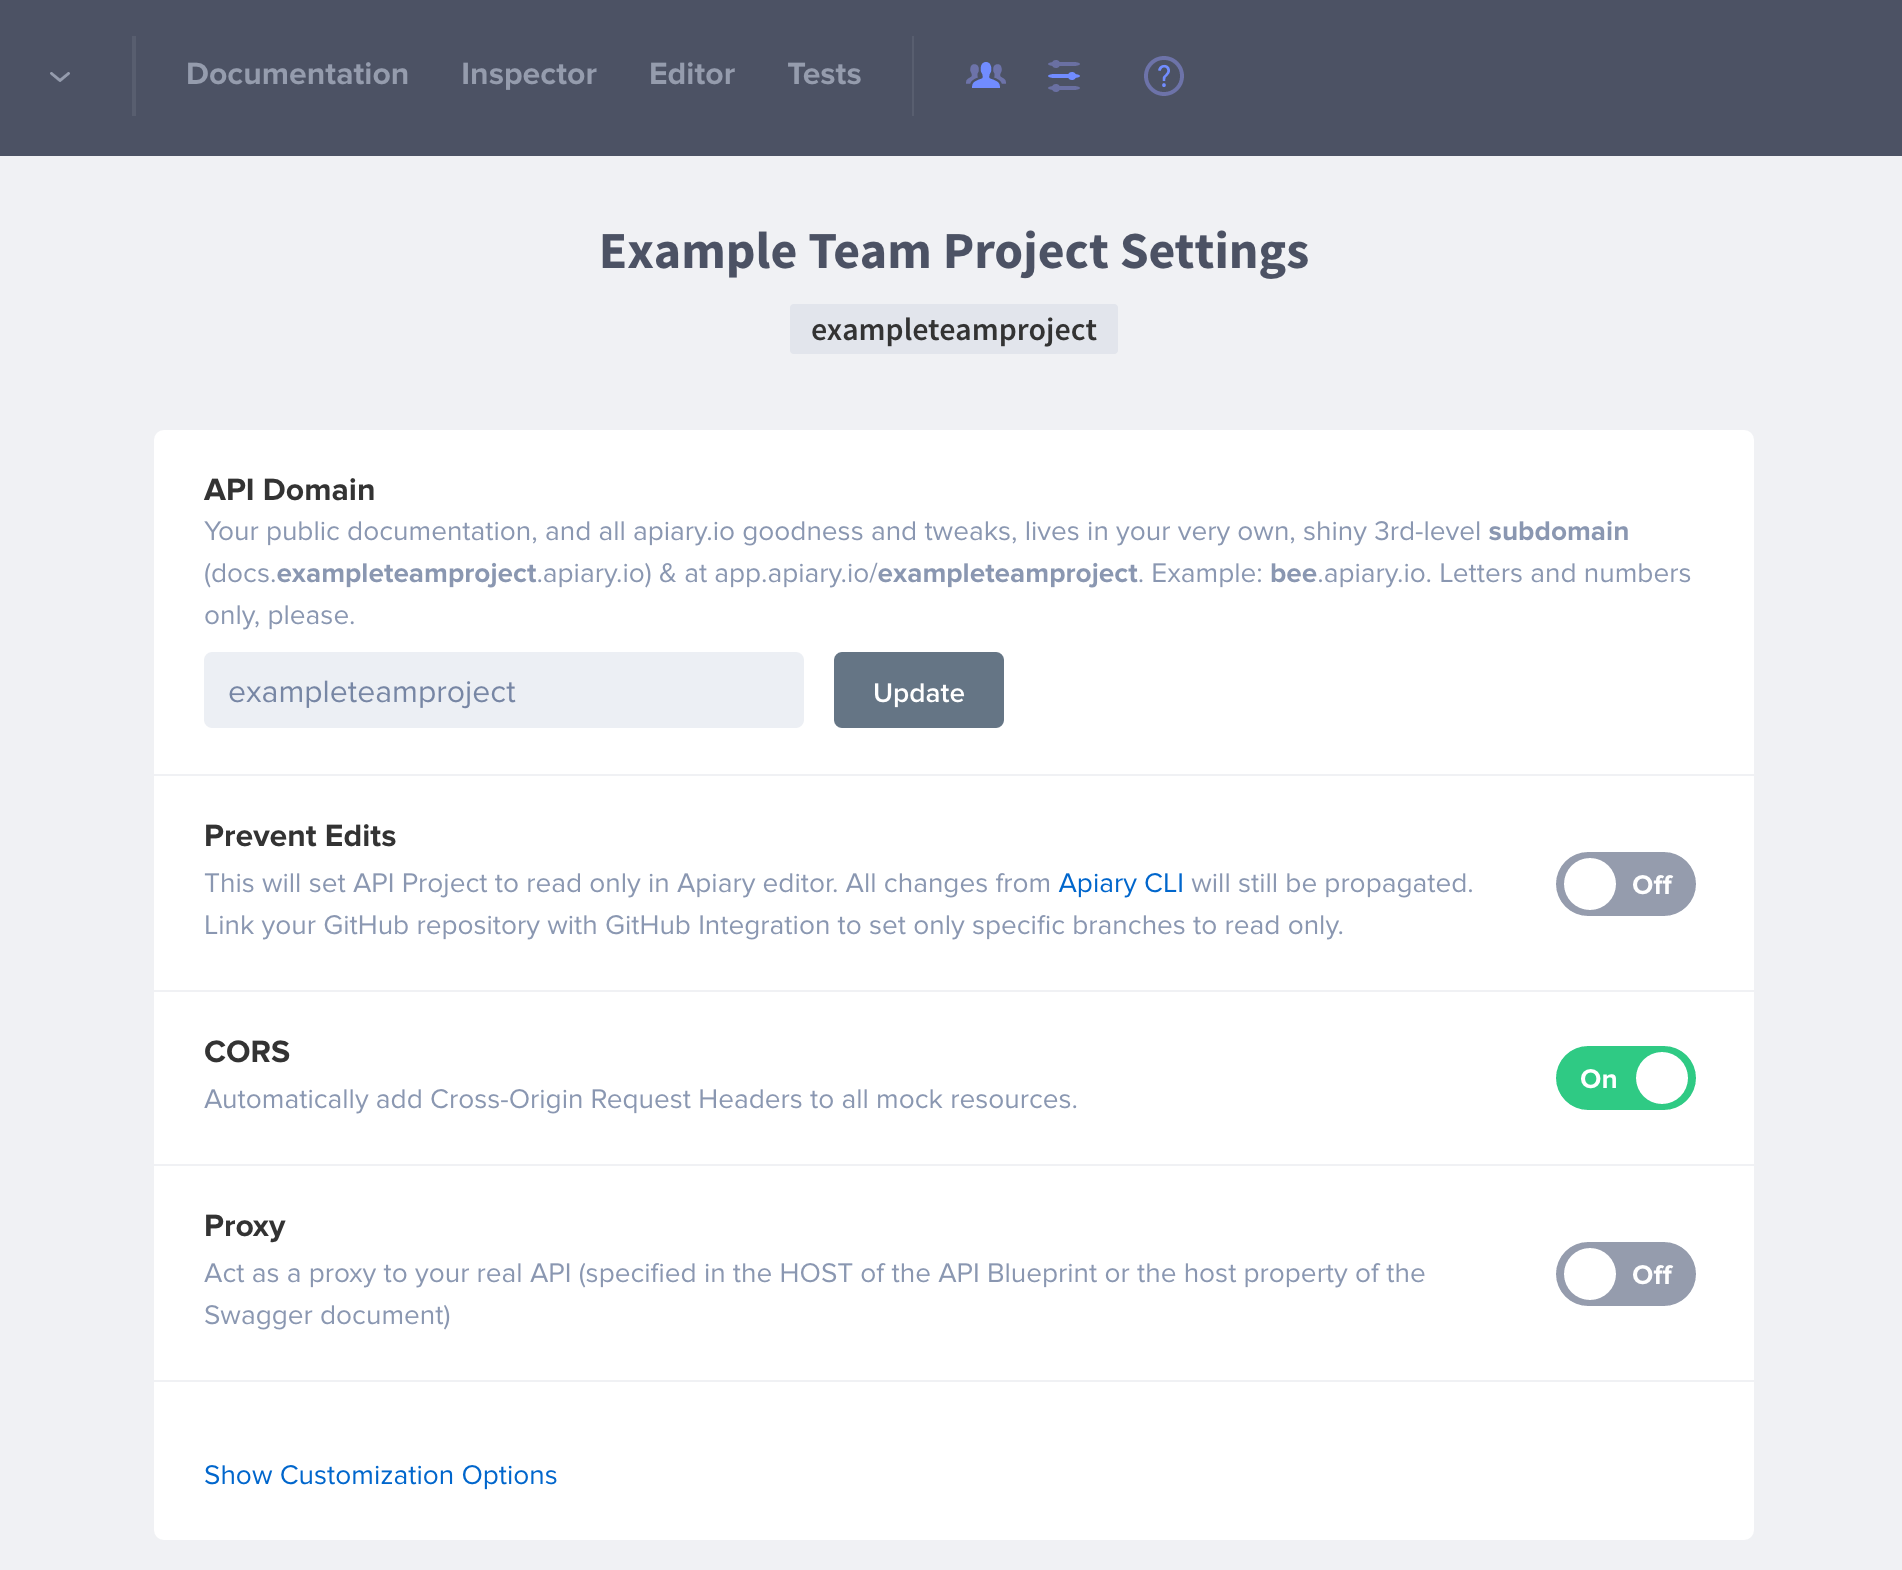 Documentation Inspector Editor Tests ?
Example Team Project Settings
exampleteamproject
API Domain
Your public documentation, and all apiary.io goodness and tweaks, lives in your very own, shiny 3rd-level subdomain
(docs.exampleteamproject.apiary.io) & at app.apiary.io/exampleteamproject. Example: bee.apiary.io. Letters and numbers
only, please.
exampleteamproject Update
Prevent Edits
This will set API Project to read only in Apiary editor. All changes from Apiary CLI will still be propagated.
Link your GitHub repository with GitHub Integration to set only specific branches to read only.
Off
CORS
Automatically add Cross-Origin Request Headers to all mock resources.
On
Proxy
Act as a proxy to your real API (specified in the HOST of the API Blueprint or the host property of the
Swagger document)
Off
Show Customization Options